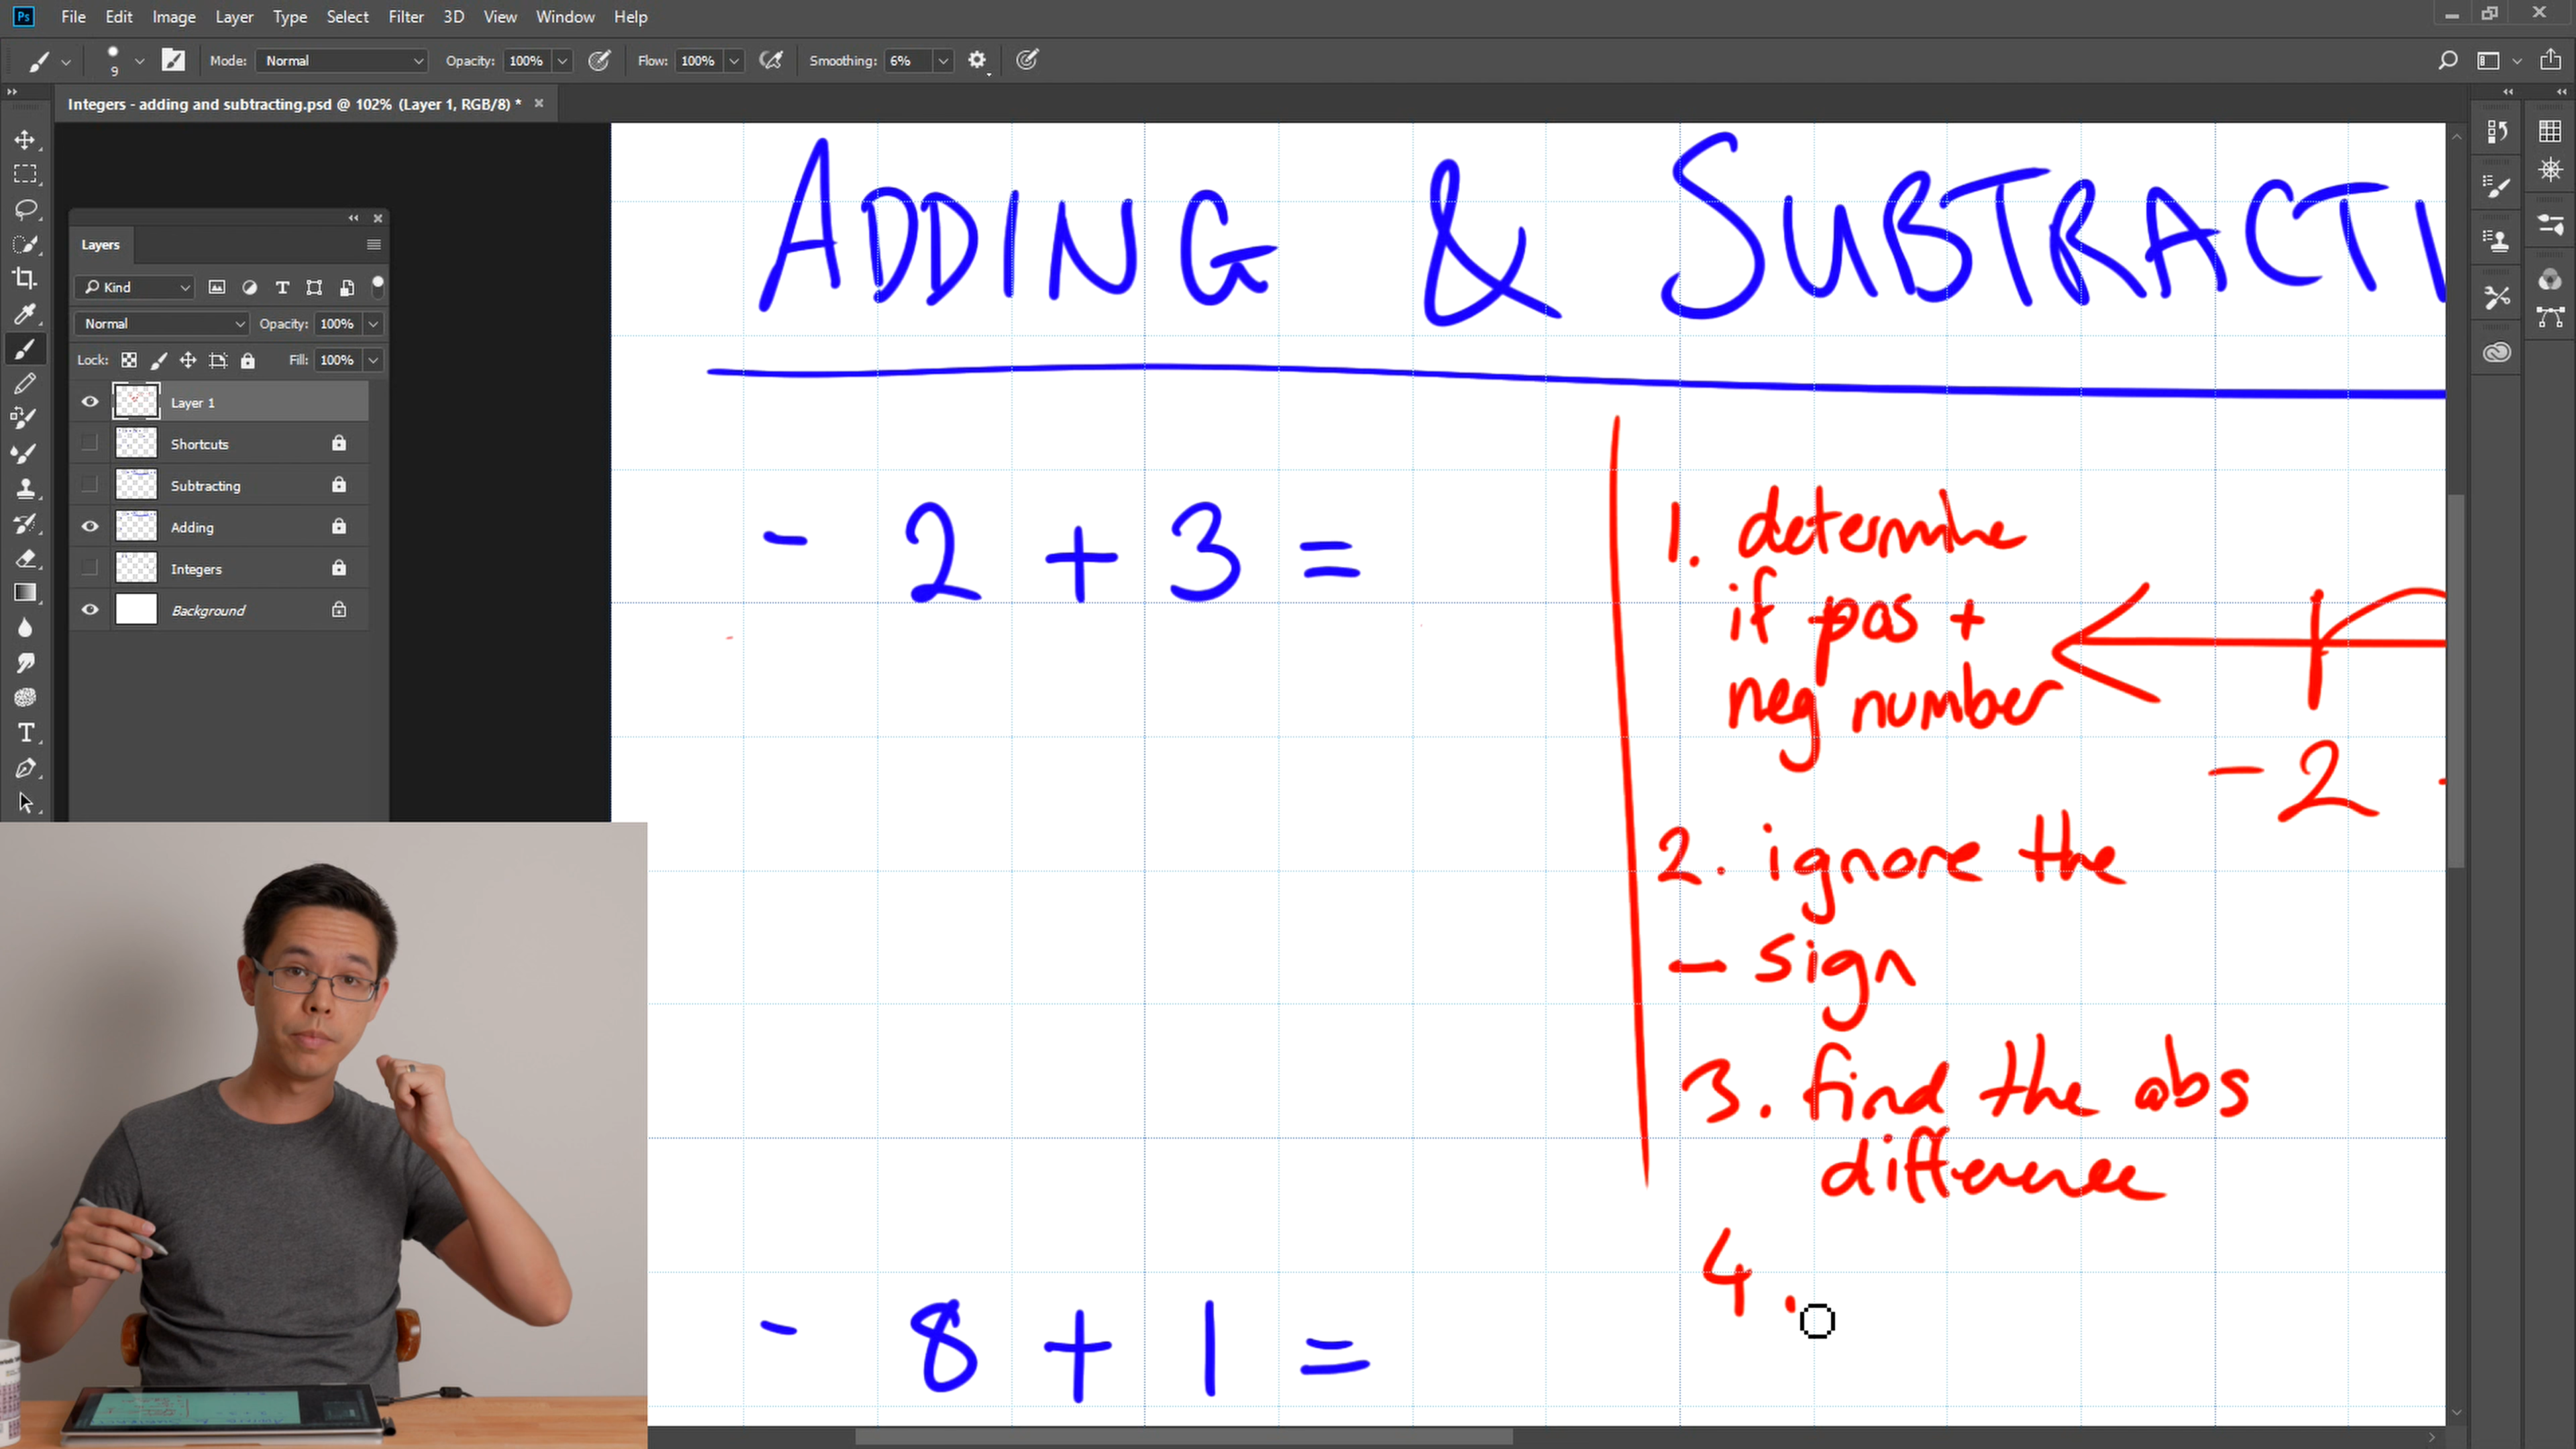 File Edit Image Layer Type Select Filter 3D View Window Help
9 Mode: Normal Opacity: 100% Flow: 100% Smoothing: 6%
Integers - adding and subtracting.psd @ 102% (Layer 1, RGB/8) *
Layers
Kind
Normal Opacity: 100%
Lock: Fill: 100%
Layer 1
Shortcuts
Subtracting
Adding
Integers
Background
ADDING & SUBTRACTI
- 2 + 3 =
- 8 + 1 =
1. determine
if pos +
neg number
2. ignore the
- sign
3. find the abs
difference
4.
-2